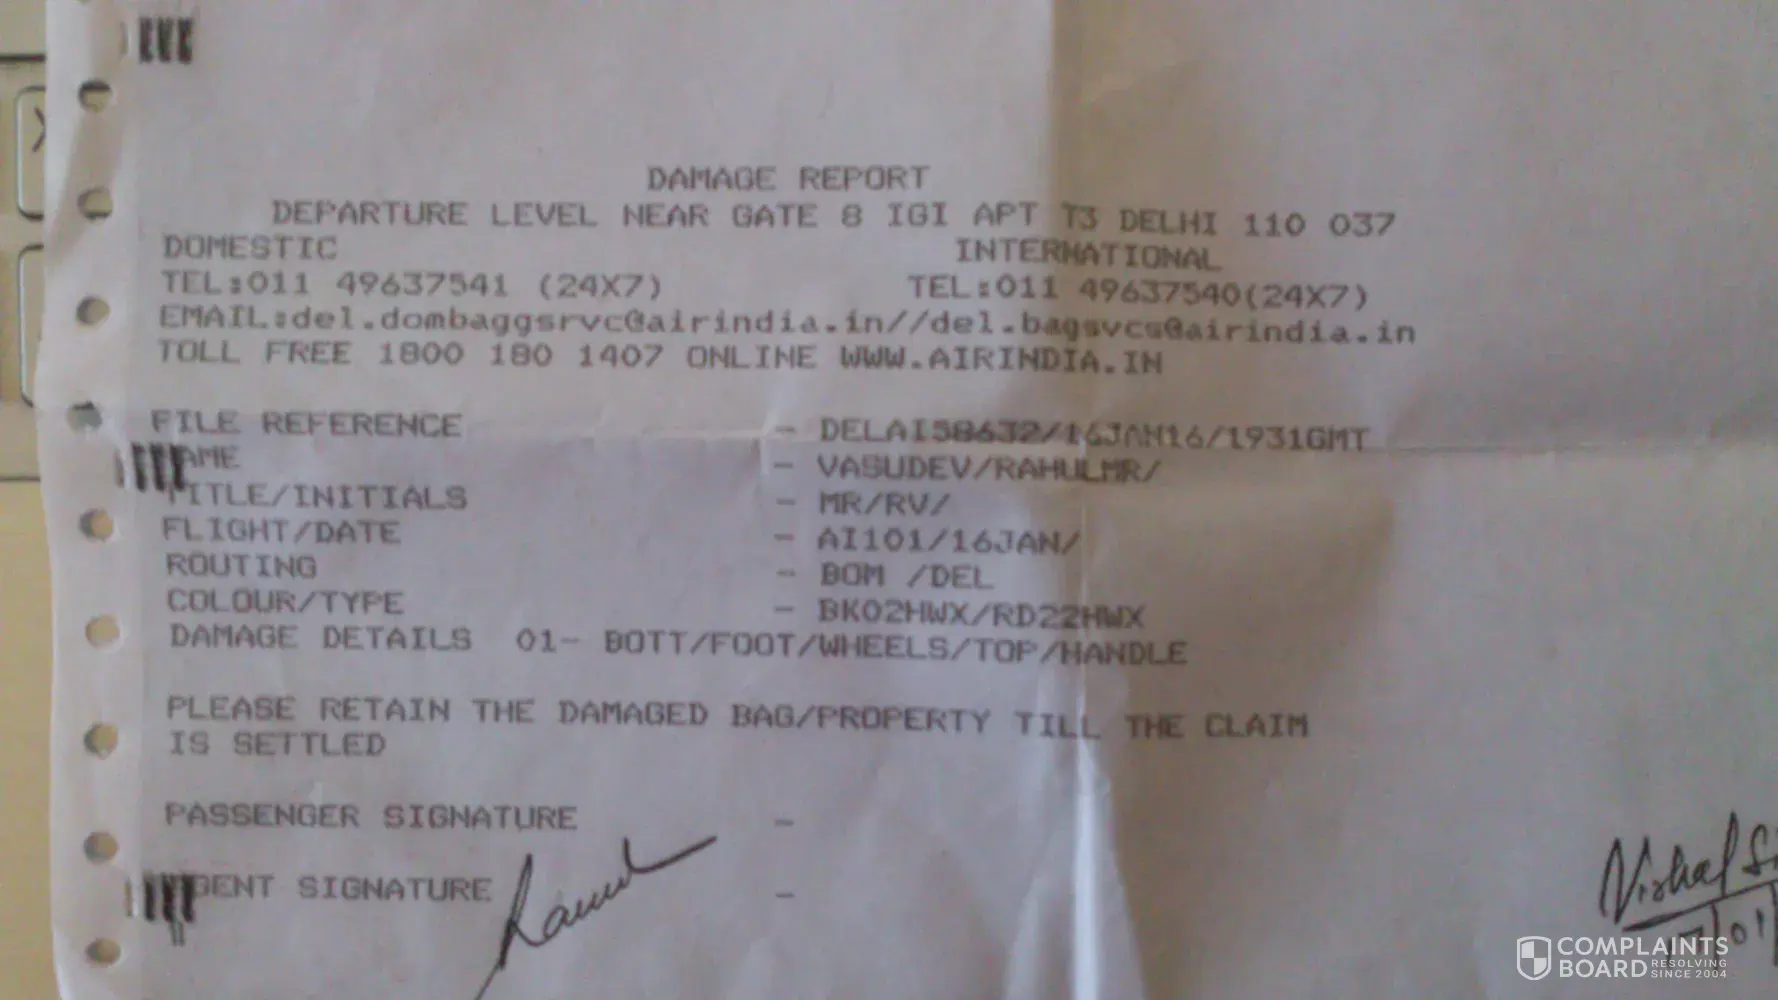 DAMAGE REPORT
DEPARTURE LEVEL NEAR GATE 8 IGI APT T3 DELHI 110 037
DOMESTIC INTERNATIONAL
TEL:011 49637541 (24X7) TEL:011 49637540(24X7)
EMAIL:del.dombaggsrvc@airindia.in//del.bagsvcs@airindia.in
TOLL FREE 1800 180 1407 ONLINE WWW.AIRINDIA.IN
FILE REFERENCE - DELAI58632/16JAN16/1931GMT
AME - VASUDEV/RAHULMR/
TITLE/INITIALS - MR/RV/
FLIGHT/DATE - AI101/16JAN/
ROUTING - BOM /DEL
COLOUR/TYPE - BK02HWX/RD22HWX
DAMAGE DETAILS 01- BOTT/FOOT/WHEELS/TOP/HANDLE
PLEASE RETAIN THE DAMAGED BAG/PROPERTY TILL THE CLAIM
IS SETTLED
PASSENGER SIGNATURE -
GENT SIGNATURE -
Vishal
COMPLAINTS
BOARD RESOLVING
SINCE 2004